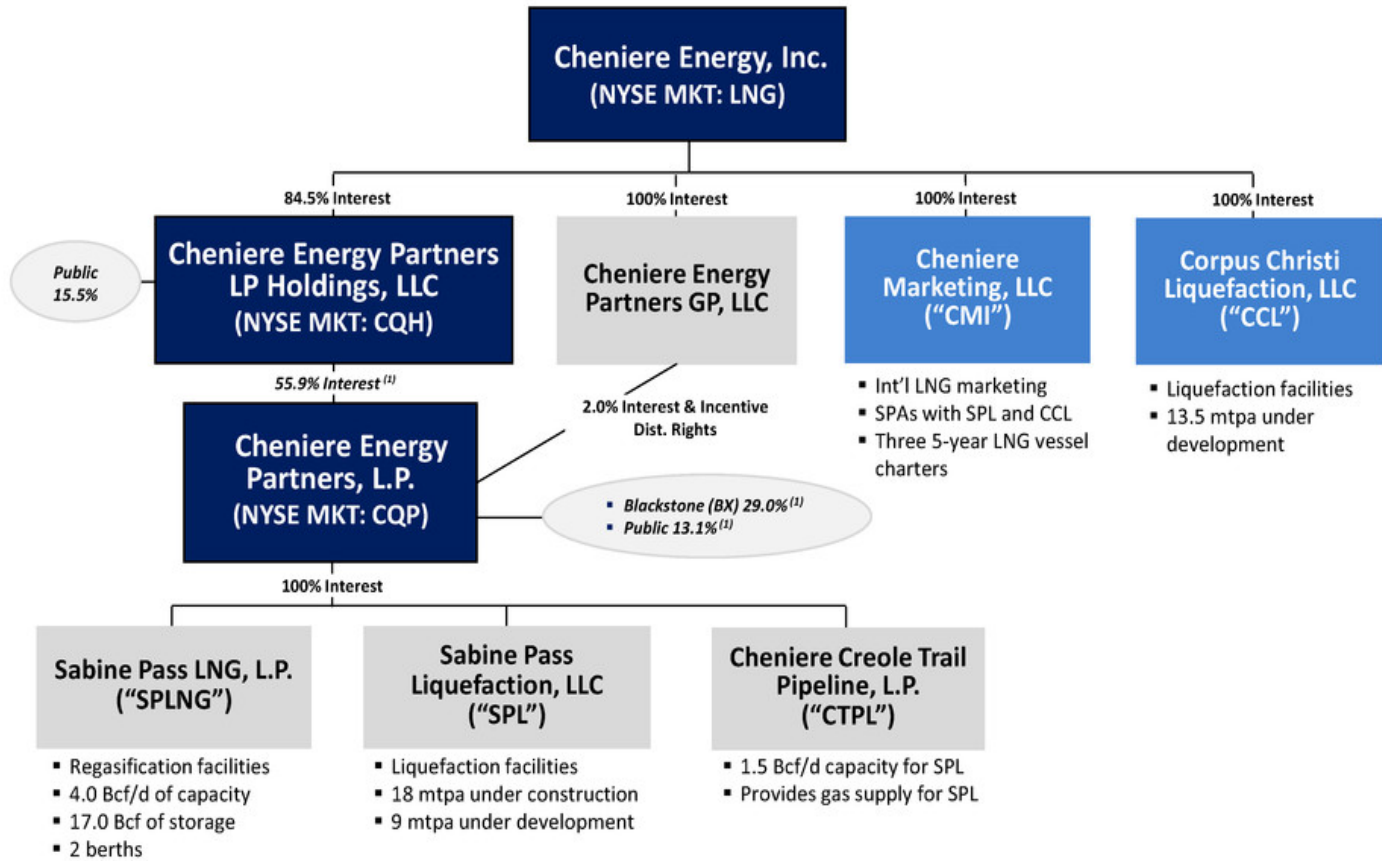 Cheniere Energy, Inc.
(NYSE MKT: LNG)
84.5% Interest
100% Interest
100% Interest
100% Interest
Public
15.5%
Cheniere Energy Partners
LP Holdings, LLC
(NYSE MKT: CQH)
Cheniere Energy
Partners GP, LLC
Cheniere
Marketing, LLC
(“CMI”)
Corpus Christi
Liquefaction, LLC
(“CCL”)
▪ Int’l LNG marketing
▪ SPAs with SPL and CCL
▪ Three 5-year LNG vessel
charters
▪ Liquefaction facilities
▪ 13.5 mtpa under
development
55.9% Interest (1)
2.0% Interest & Incentive
Dist. Rights
Cheniere Energy
Partners, L.P.
(NYSE MKT: CQP)
▪ Blackstone (BX) 29.0% (1)
▪ Public 13.1% (1)
100% Interest
Sabine Pass LNG, L.P.
(“SPLNG”)
Sabine Pass
Liquefaction, LLC
(“SPL”)
Cheniere Creole Trail
Pipeline, L.P.
(“CTPL”)
▪ Regasification facilities
▪ 4.0 Bcf/d of capacity
▪ 17.0 Bcf of storage
▪ 2 berths
▪ Liquefaction facilities
▪ 18 mtpa under construction
▪ 9 mtpa under development
▪ 1.5 Bcf/d capacity for SPL
▪ Provides gas supply for SPL